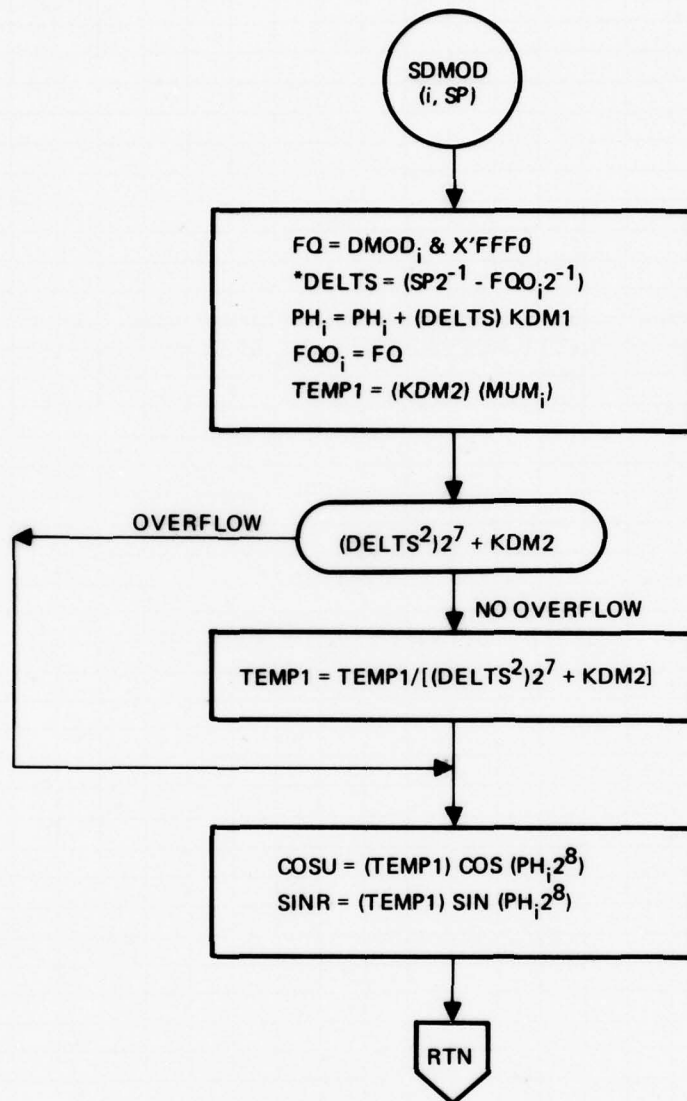 SDMOD
(i, SP)
FQ = DMODᵢ & X'FFF0
*DELTS = (SP2⁻¹ - FQOᵢ2⁻¹)
PHᵢ = PHᵢ + (DELTS) KDM1
FQOᵢ = FQ
TEMP1 = (KDM2) (MUMᵢ)
OVERFLOW
(DELTS²)2⁷ + KDM2
NO OVERFLOW
TEMP1 = TEMP1/[(DELTS²)2⁷ + KDM2]
COSU = (TEMP1) COS (PHᵢ2⁸)
SINR = (TEMP1) SIN (PHᵢ2⁸)
RTN